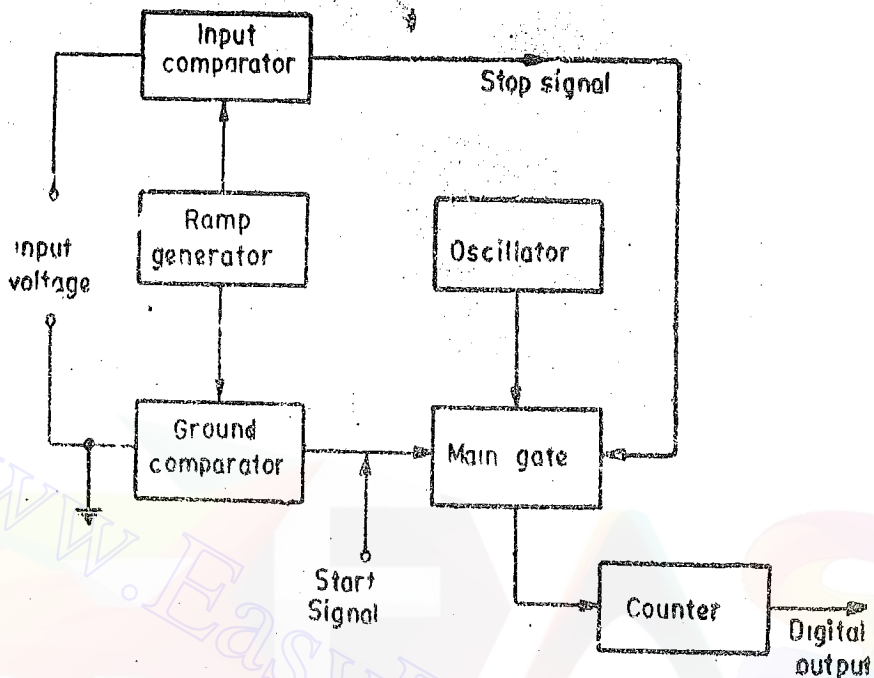 Input
comparator
Stop signal
Ramp
generator
Oscillator
Input
voltage
Ground
comparator
Main gate
Start
Signal
Counter
Digital
output